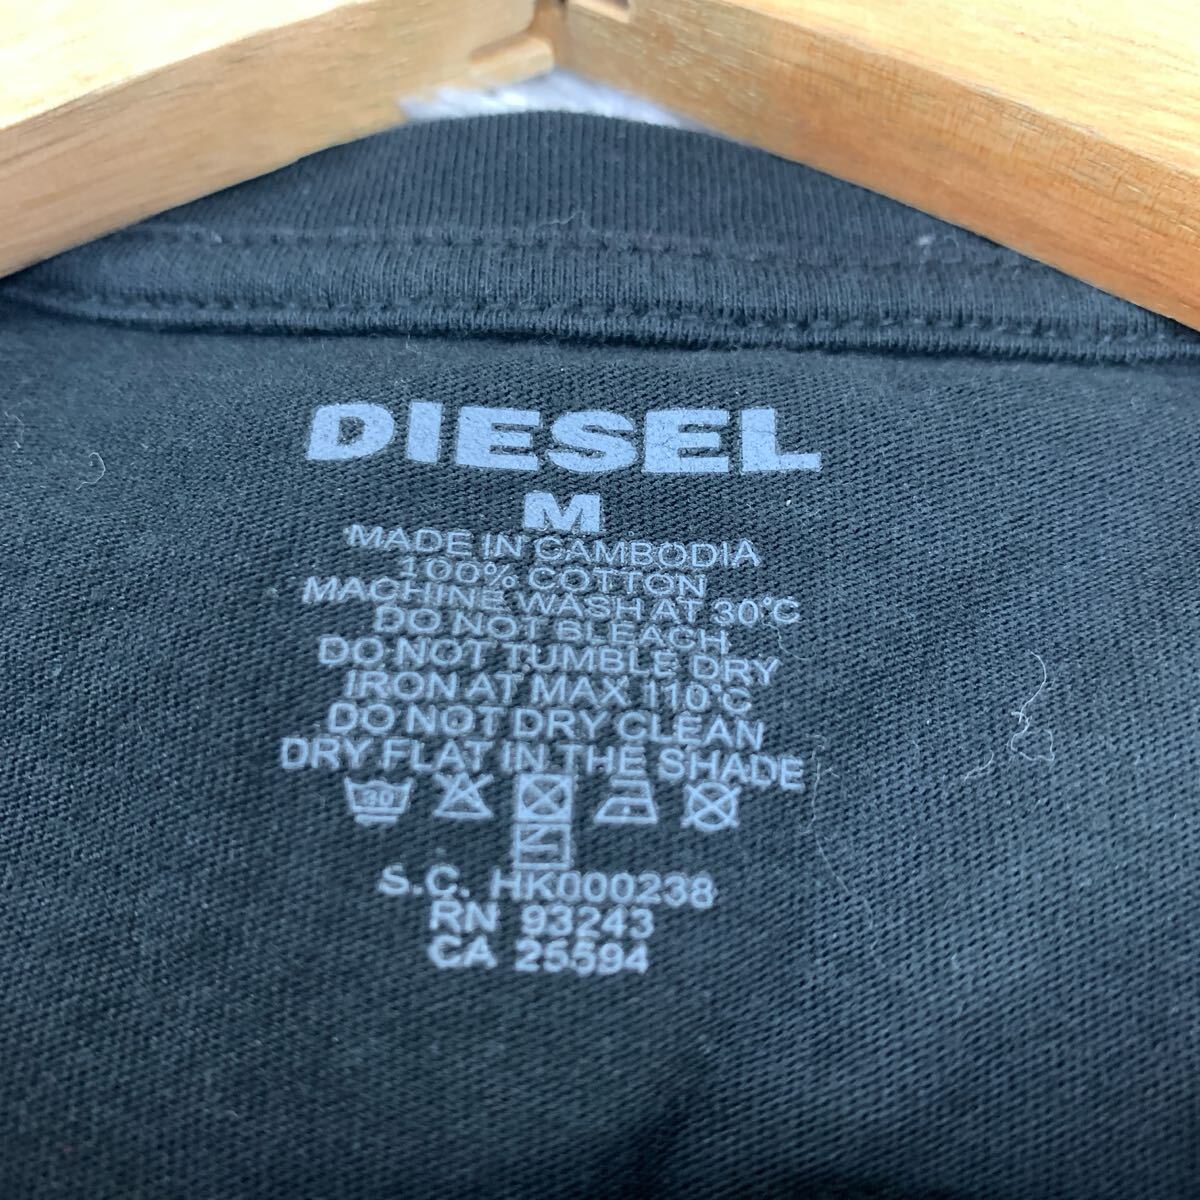 DIESEL
M
MADE IN CAMBODIA
100% COTTON
MACHINE WASH AT 30°C
DO NOT BLEACH
DO NOT TUMBLE DRY
IRON AT MAX 110°C
DO NOT DRY CLEAN
DRY FLAT IN THE SHADE
30
S.C. HK000238
RN 93243
CA 25594